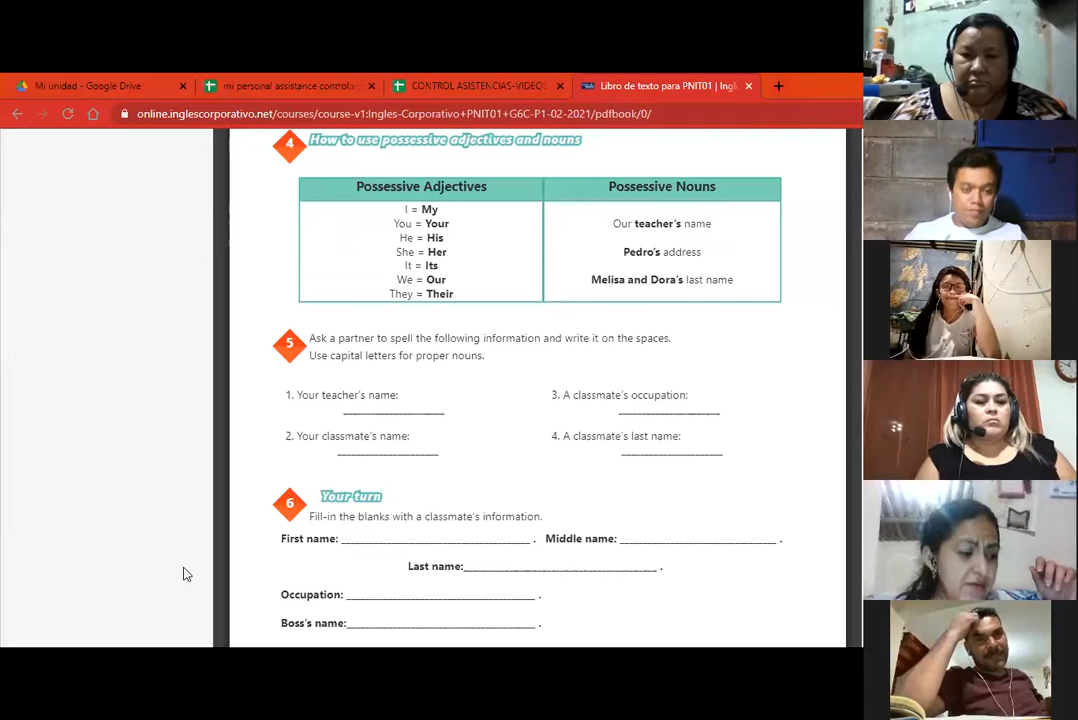 Mi unidad - Google Drive
mi personal assistance control.x
CONTROL ASISTENCIAS-VIDEOS
Libro de texto para PNIT01 | Ingl
online.inglescorporativo.net/courses/course-v1:Ingles-Corporativo+PNIT01+G6C-P1-02-2021/pdfbook/0/
4 How to use possessive adjectives and nouns
Possessive Adjectives
I = My
You = Your
He = His
She = Her
It = Its
We = Our
They = Their
Possessive Nouns
Our teacher's name
Pedro's address
Melisa and Dora's last name
5 Ask a partner to spell the following information and write it on the spaces.
Use capital letters for proper nouns.
1. Your teacher's name:
2. Your classmate's name:
3. A classmate's occupation:
4. A classmate's last name:
6 Your turn
Fill-in the blanks with a classmate's information.
First name: ______ . Middle name: ______ .
Last name:______ .
Occupation: ______ .
Boss's name:______ .